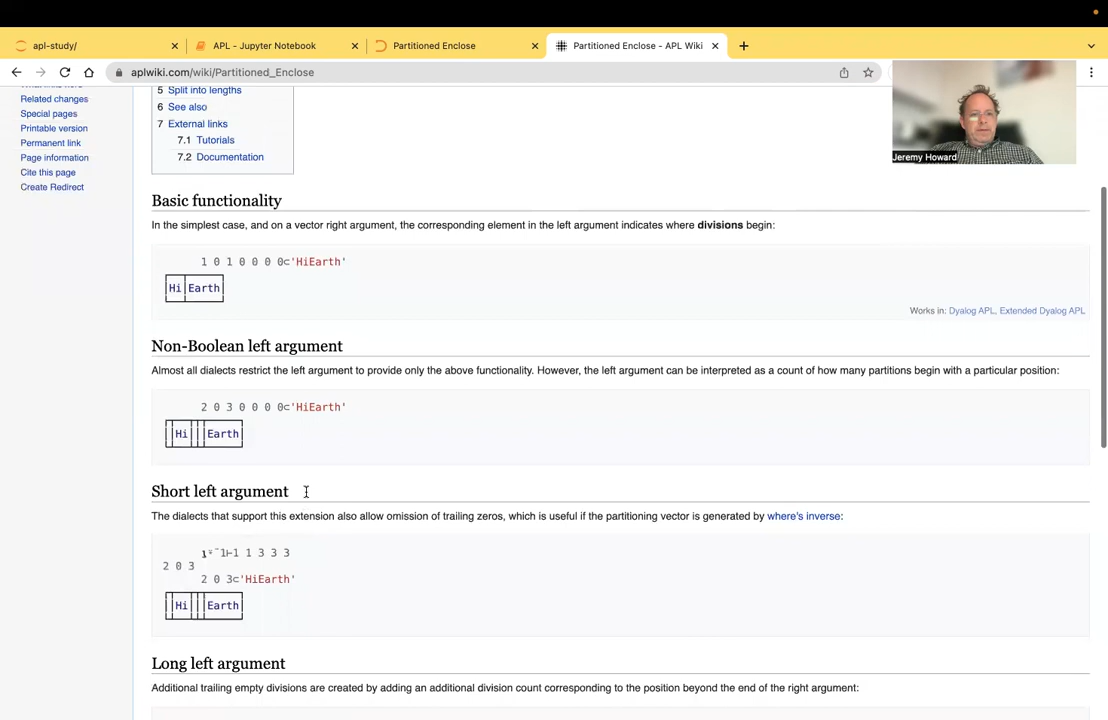 apl-study/
APL - Jupyter Notebook
Partitioned Enclose
Partitioned Enclose - APL Wiki
aplwiki.com/wiki/Partitioned_Enclose
Related changes
Special pages
Printable version
Permanent link
Page information
Cite this page
Create Redirect
5 Split into lengths
6 See also
7 External links
7.1 Tutorials
7.2 Documentation
Jeremy Howard
Basic functionality
In the simplest case, and on a vector right argument, the corresponding element in the left argument indicates where divisions begin:
1 0 1 0 0 0 0⊂'HiEarth'
Hi Earth
Works in: Dyalog APL, Extended Dyalog APL
Non-Boolean left argument
Almost all dialects restrict the left argument to provide only the above functionality. However, the left argument can be interpreted as a count of how many partitions begin with a particular position:
2 0 3 0 0 0 0⊂'HiEarth'
Hi Earth
Short left argument
The dialects that support this extension also allow omission of trailing zeros, which is useful if the partitioning vector is generated by where's inverse:
⍸⍣¯1⊢1 1 3 3 3
2 0 3
2 0 3⊂'HiEarth'
Hi Earth
Long left argument
Additional trailing empty divisions are created by adding an additional division count corresponding to the position beyond the end of the right argument: